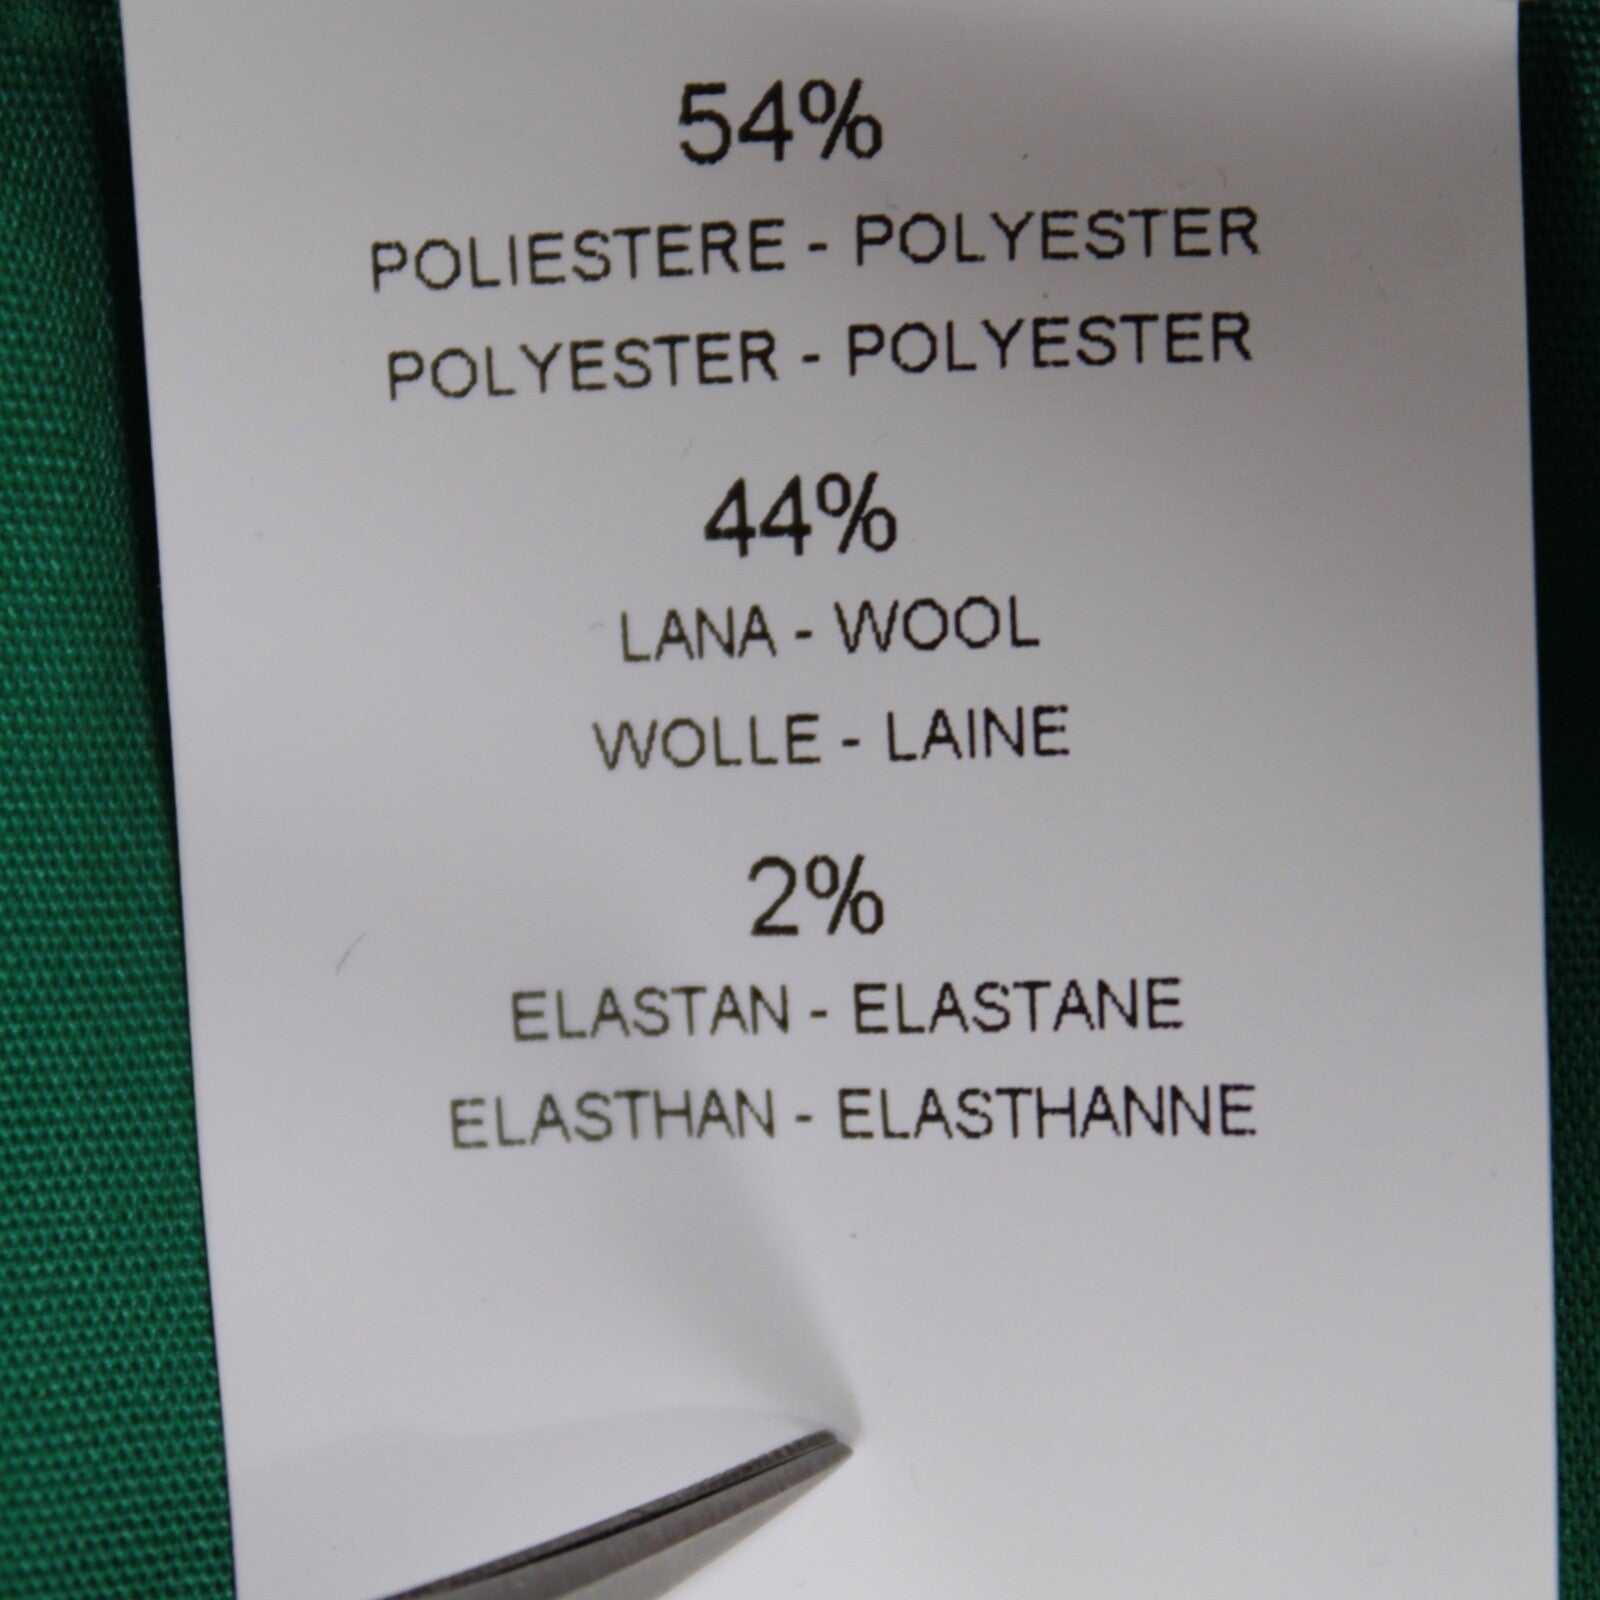 54%
POLIESTERE - POLYESTER
POLYESTER - POLYESTER
44%
LANA - WOOL
WOLLE - LAINE
2%
ELASTAN - ELASTANE
ELASTHAN - ELASTHANNE